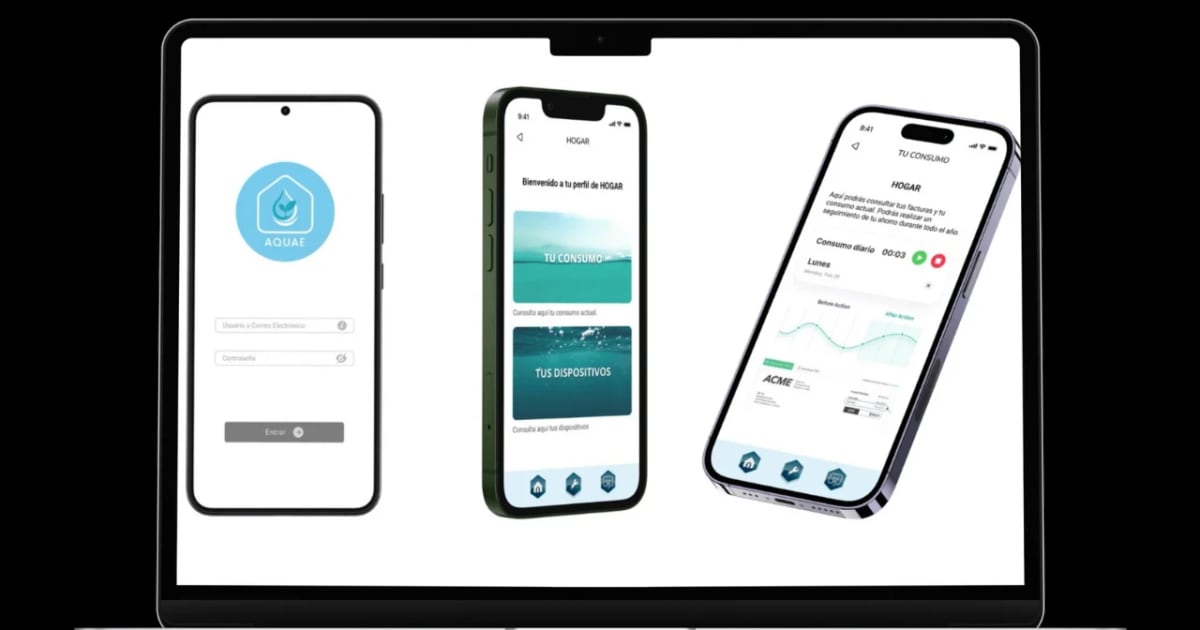 AQUAE
Usuario o Correo Electrónico
Contraseña
Entrar
9:41
HOGAR
Bienvenido a tu perfil de HOGAR
TU CONSUMO
Consulta aquí tu consumo actual.
TUS DISPOSITIVOS
Consulta aquí tus dispositivos
9:41
TU CONSUMO
HOGAR
Aquí podrás consultar tus facturas y tu
consumo actual. Podrás realizar un
seguimiento de tu ahorro durante todo el año.
Consumo diario 00:03
Lunes
Monday, Feb 28
Before Action
After Action
ACME